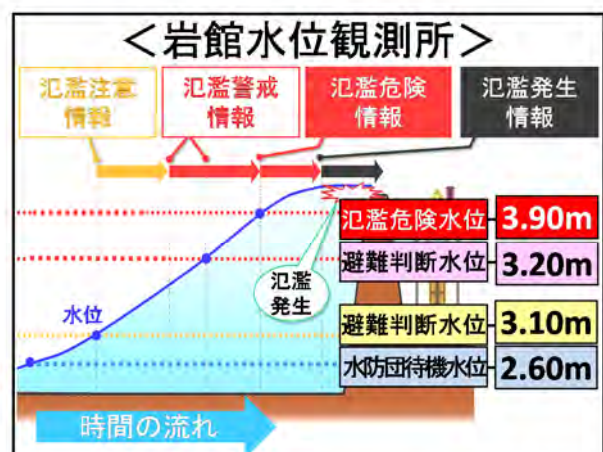 ＜岩館水位観測所＞
氾濫注意
情報
氾濫警戒
情報
氾濫危険
情報
氾濫発生
情報
氾濫危険水位 3.90m
避難判断水位 3.20m
氾濫
発生
水位
避難判断水位 3.10m
水防団待機水位 2.60m
時間の流れ